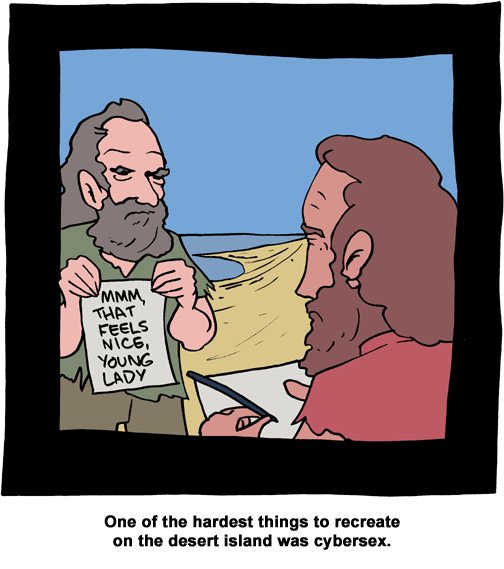 MMM,
THAT
FEELS
NICE,
YOUNG
LADY
One of the hardest things to recreate
on the desert island was cybersex.